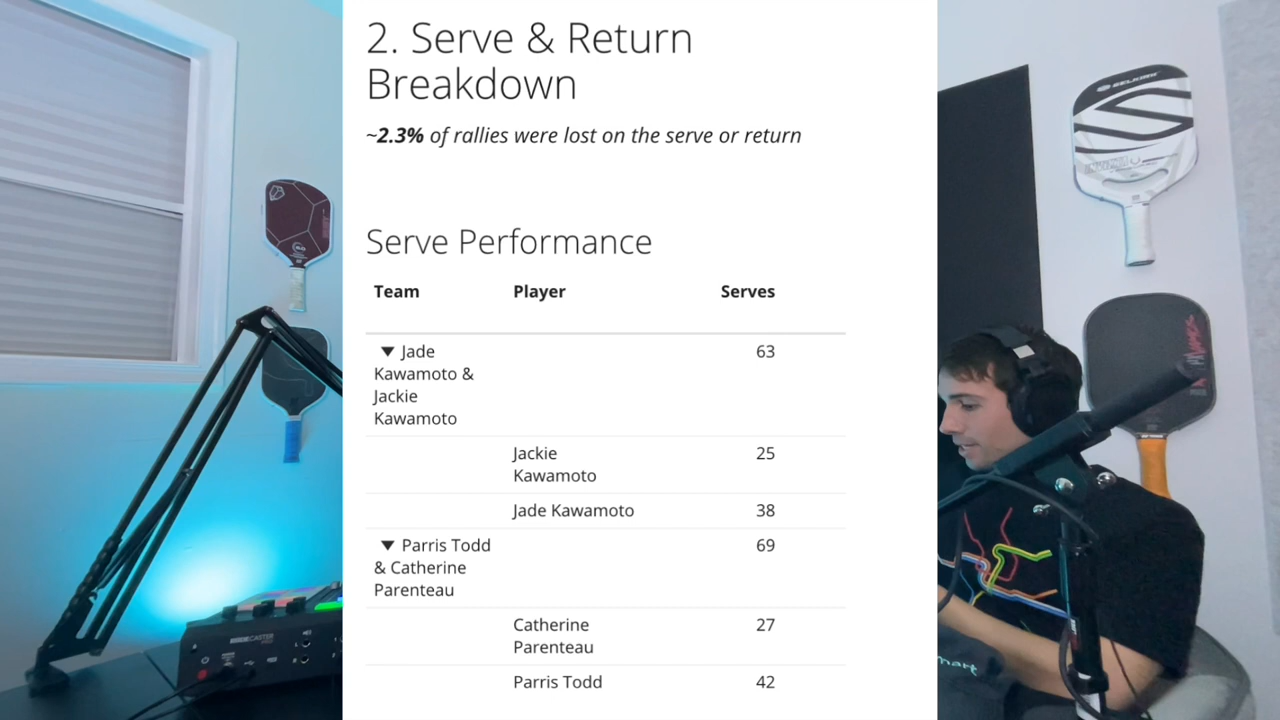 2. Serve & Return
Breakdown
~2.3% of rallies were lost on the serve or return
Serve Performance
Team Player Serves
▼ Jade 63
Kawamoto &
Jackie
Kawamoto
Jackie 25
Kawamoto
Jade Kawamoto 38
▼ Parris Todd 69
& Catherine
Parenteau
Catherine 27
Parenteau
Parris Todd 42
SELKIRK